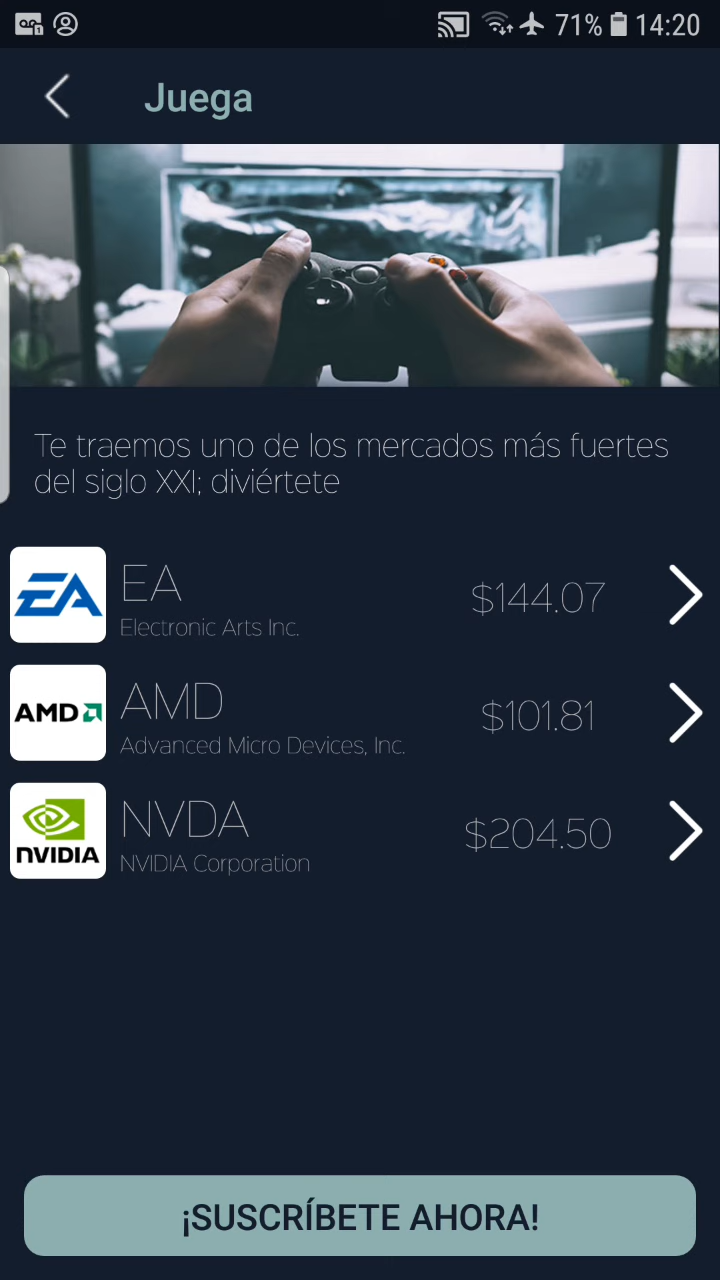 71% 14:20
Juega
Te traemos uno de los mercados más fuertes
del siglo XXI; diviértete
EA
EA
Electronic Arts Inc.
$144.07
AMD
AMD
Advanced Micro Devices, Inc.
$101.81
NVIDIA
NVDA
NVIDIA Corporation
$204.50
¡SUSCRÍBETE AHORA!